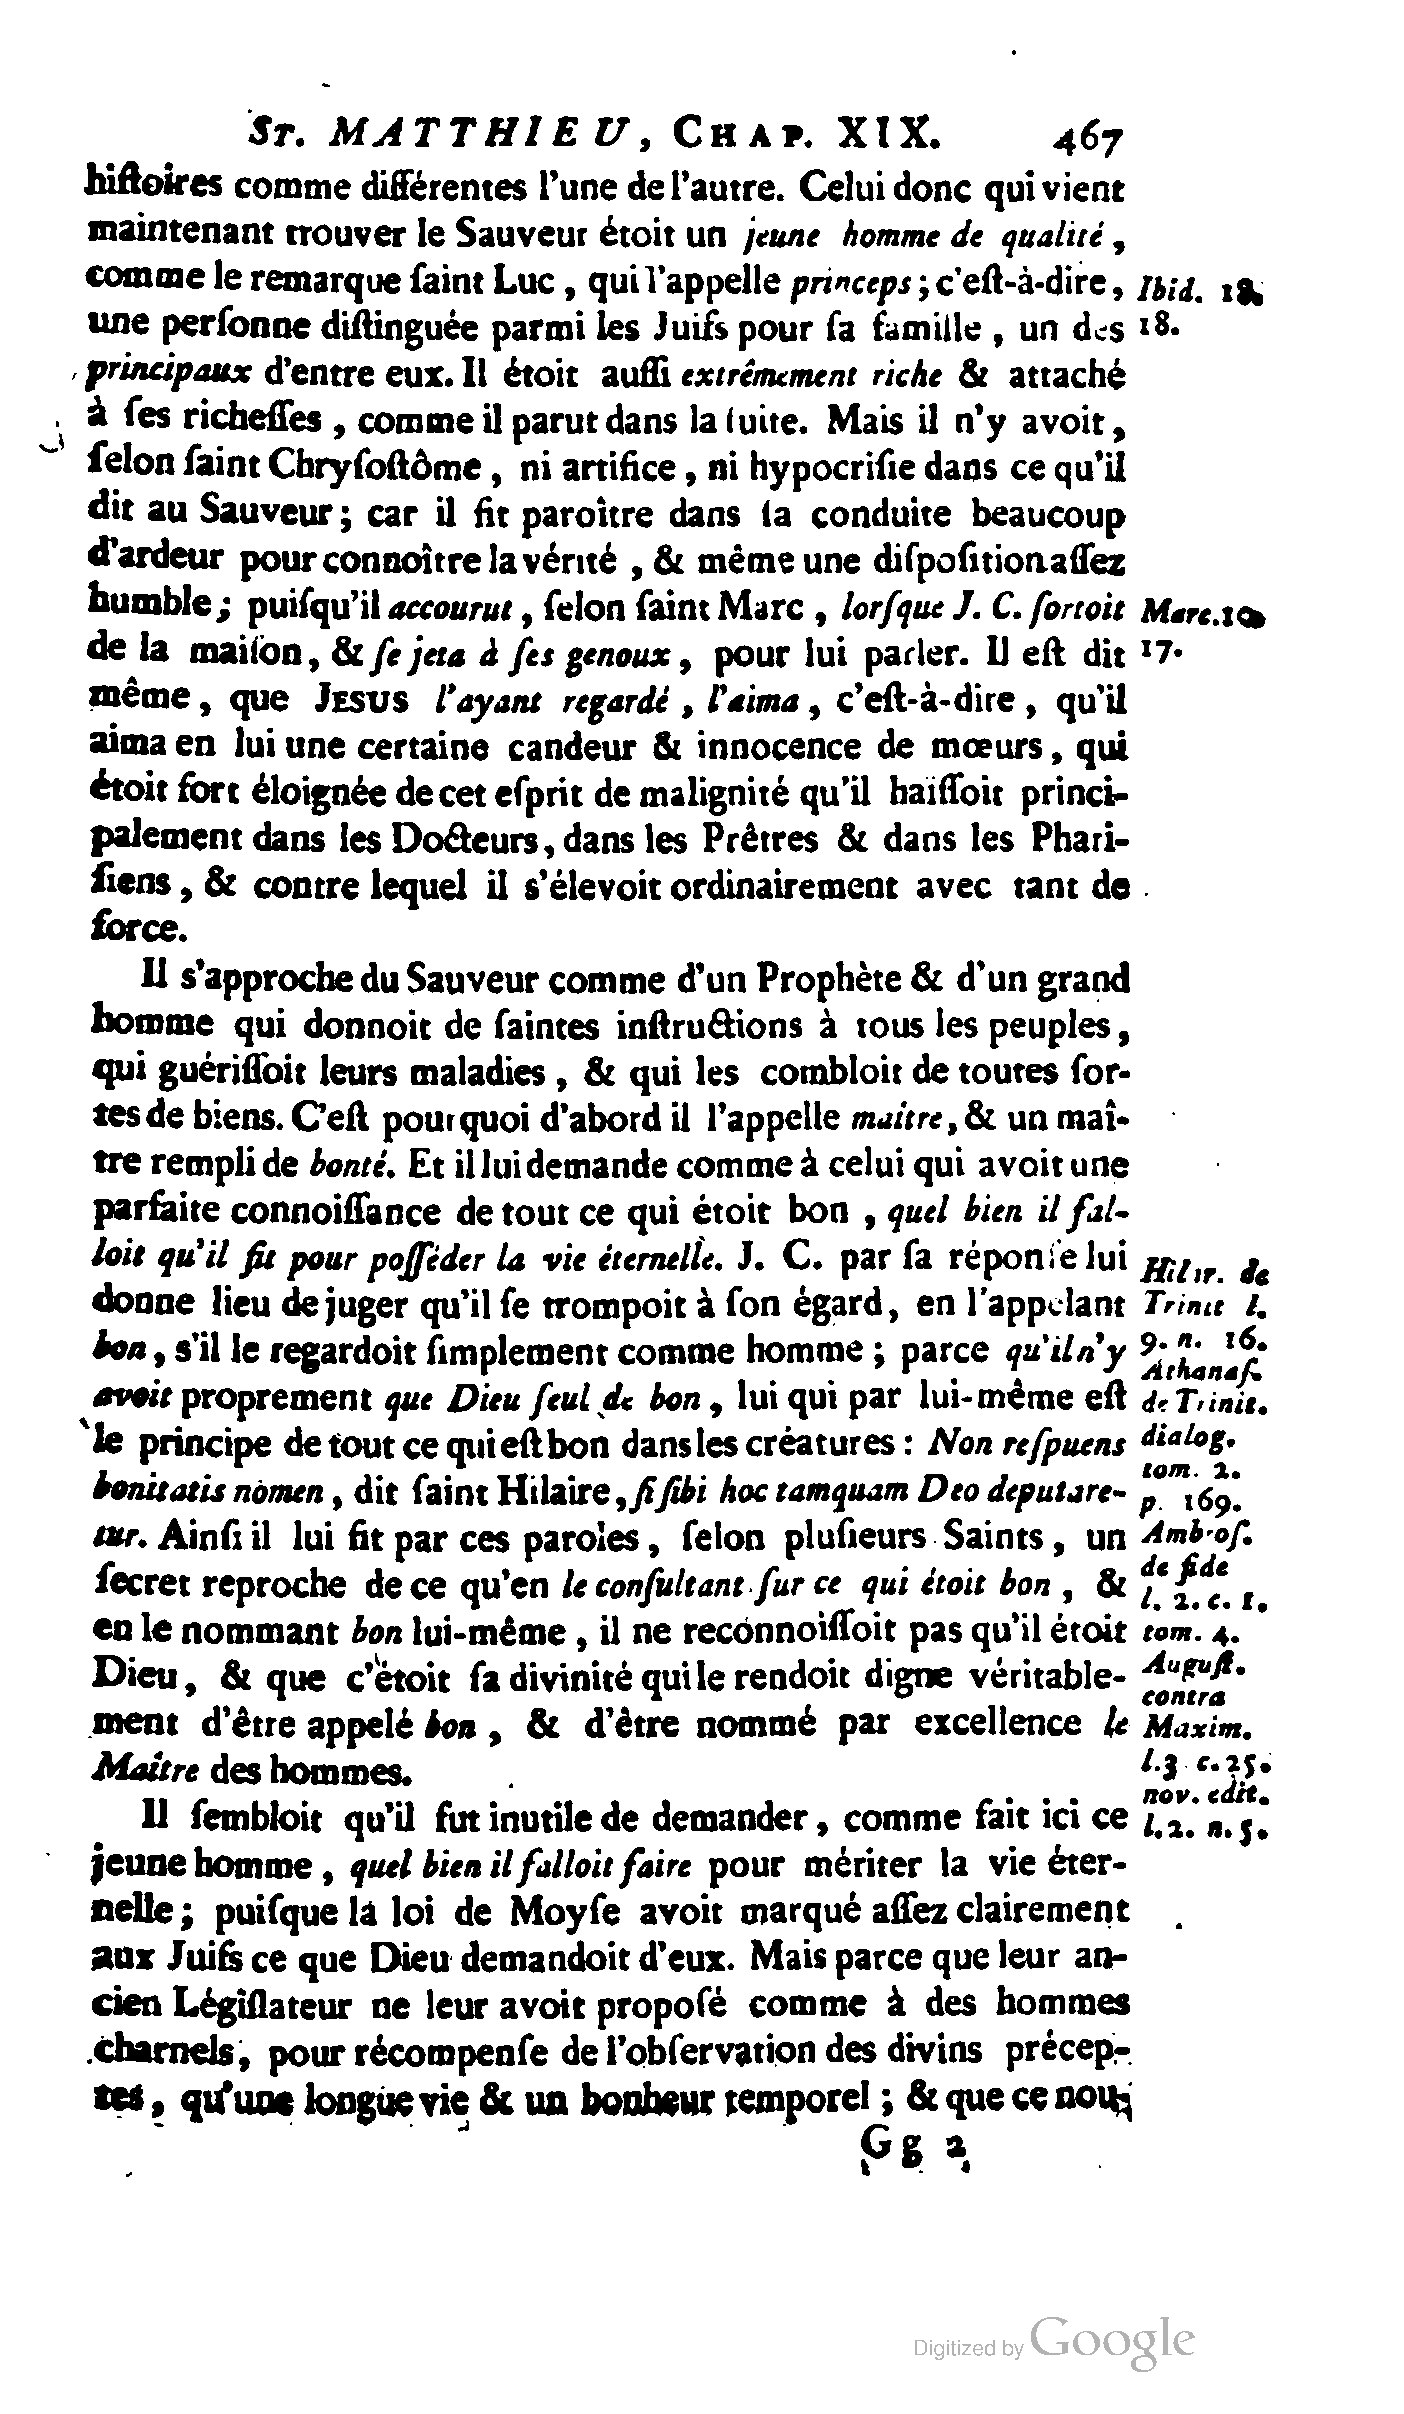 ST. MATTHIEU, CHAP. XIX. 467
hiſtoires comme différentes l'une de l'autre. Celui donc qui vient
maintenant trouver le Sauveur étoit un jeune homme de qualité,
comme le remarque ſaint Luc, qui l'appelle princeps; c'eſt-à-dire,
une perſonne diſtinguée parmi les Juifs pour ſa famille, un des
principaux d'entre eux. Il étoit auſſi extrêmement riche & attaché
à ſes richeſſes, comme il parut dans la ſuite. Mais il n'y avoit,
ſelon ſaint Chryſoſtôme, ni artifice, ni hypocriſie dans ce qu'il
dit au Sauveur; car il fit paroître dans ſa conduite beaucoup
d'ardeur pour connoître la vérité, & même une diſpoſition aſſez
humble; puiſqu'il accourut, ſelon ſaint Marc, lorſque J. C. ſortoit
de la maiſon, & ſe jeta à ſes genoux, pour lui parler. Il eſt dit
même, que JESUS l'ayant regardé, l'aima, c'eſt-à-dire, qu'il
aima en lui une certaine candeur & innocence de mœurs, qui
étoit fort éloignée de cet eſprit de malignité qu'il haïſſoit princi-
palement dans les Docteurs, dans les Prêtres & dans les Phari-
ſiens, & contre lequel il s'élevoit ordinairement avec tant de
force.
Il s'approche du Sauveur comme d'un Prophète & d'un grand
homme qui donnoit de ſaintes inſtructions à tous les peuples,
qui guériſſoit leurs maladies, & qui les combloit de toutes ſor-
tes de biens. C'eſt pourquoi d'abord il l'appelle maitre, & un maî-
tre rempli de bonté. Et il lui demande comme à celui qui avoit une
parfaite connoiſſance de tout ce qui étoit bon, quel bien il fal-
loit qu'il fit pour poſſéder la vie éternelle. J. C. par ſa réponſe lui
donne lieu de juger qu'il ſe trompoit à ſon égard, en l'appelant
bon, s'il le regardoit ſimplement comme homme; parce qu'il n'y
avoit proprement que Dieu ſeul de bon, lui qui par lui-même eſt
le principe de tout ce qui eſt bon dans les créatures: Non reſpuens
bonitatis nomen, dit ſaint Hilaire, ſi ſibi hoc tamquam Deo deputare-
tur. Ainſi il lui fit par ces paroles, ſelon pluſieurs Saints, un
ſecret reproche de ce qu'en le conſultant ſur ce qui étoit bon, &
en le nommant bon lui-même, il ne reconnoiſſoit pas qu'il étoit
Dieu, & que c'étoit ſa divinité qui le rendoit digne véritable-
ment d'être appelé bon, & d'être nommé par excellence le
Maître des hommes.
Il ſembloit qu'il fut inutile de demander, comme fait ici ce
jeune homme, quel bien il falloit faire pour mériter la vie éter-
nelle; puiſque la loi de Moyſe avoit marqué aſſez clairement
aux Juifs ce que Dieu demandoit d'eux. Mais parce que leur an-
cien Légiſlateur ne leur avoit propoſé comme à des hommes
charnels, pour récompenſe de l'obſervation des divins précep-
tes, qu'une longue vie & un bonheur temporel; & que ce nou-
Gg 2
Ibid. 18.
18.
Marc. 10
17.
Hilar. de
Trinit l.
9. n. 16.
Athanaſ.
de Trinit.
dialog.
tom. 2.
p. 169.
Ambroſ.
de fide
l. 2. c. 1.
tom. 4.
Auguſt.
contra
Maxim.
l. 3 c. 25.
nov. edit.
l. 2. n. 5.
Digitized by Google